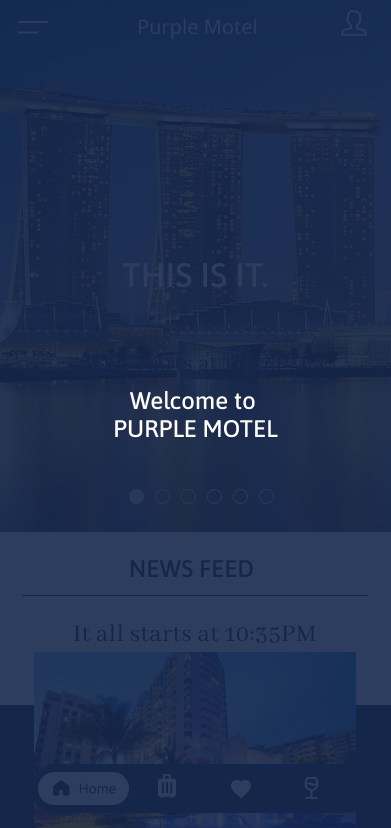 Purple Motel
THIS IS IT.
Welcome to
PURPLE MOTEL
NEWS FEED
It all starts at 10:35PM
Home